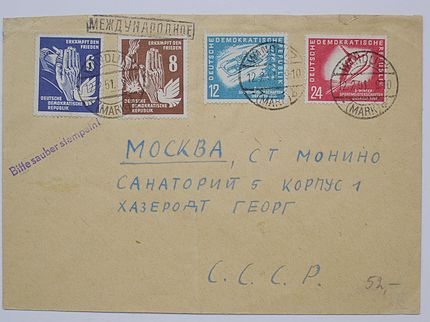 МЕЖДУНАРОДНОЕ
ERKÄMPFT DEN FRIEDEN
6
DEUTSCHE DEMOKRATISCHE REPUBLIK
ERKÄMPFT DEN FRIEDEN
8
DEUTSCHE DEMOKRATISCHE REPUBLIK
DEUTSCHE DEMOKRATISCHE REPUBLIK
12
DEUTSCHE DEMOKRATISCHE REPUBLIK
24
(MARK)
Bitte sauber stempeln!
МОСКВА, СТ МОНИНО
САНАТОРИЙ 5 КОРПУС 1
ХАЗЕРОДТ ГЕОРГ
С. С. С. Р.
52,-